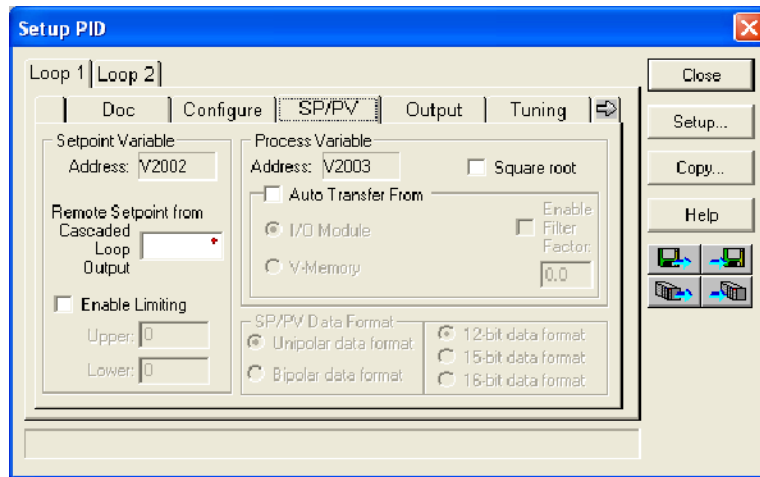 Setup PID
Loop 1 Loop 2
Close
Setup...
Copy...
Help
Doc Configure SP/PV Output Tuning
Setpoint Variable
Address: V2002
Remote Setpoint from
Cascaded
Loop
Output
*
Enable Limiting
Upper: 0
Lower: 0
Process Variable
Address: V2003
Square root
Auto Transfer From
I/O Module
V-Memory
Enable
Filter
Factor:
0.0
SP/PV Data Format
Unipolar data format
Bipolar data format
12-bit data format
15-bit data format
16-bit data format